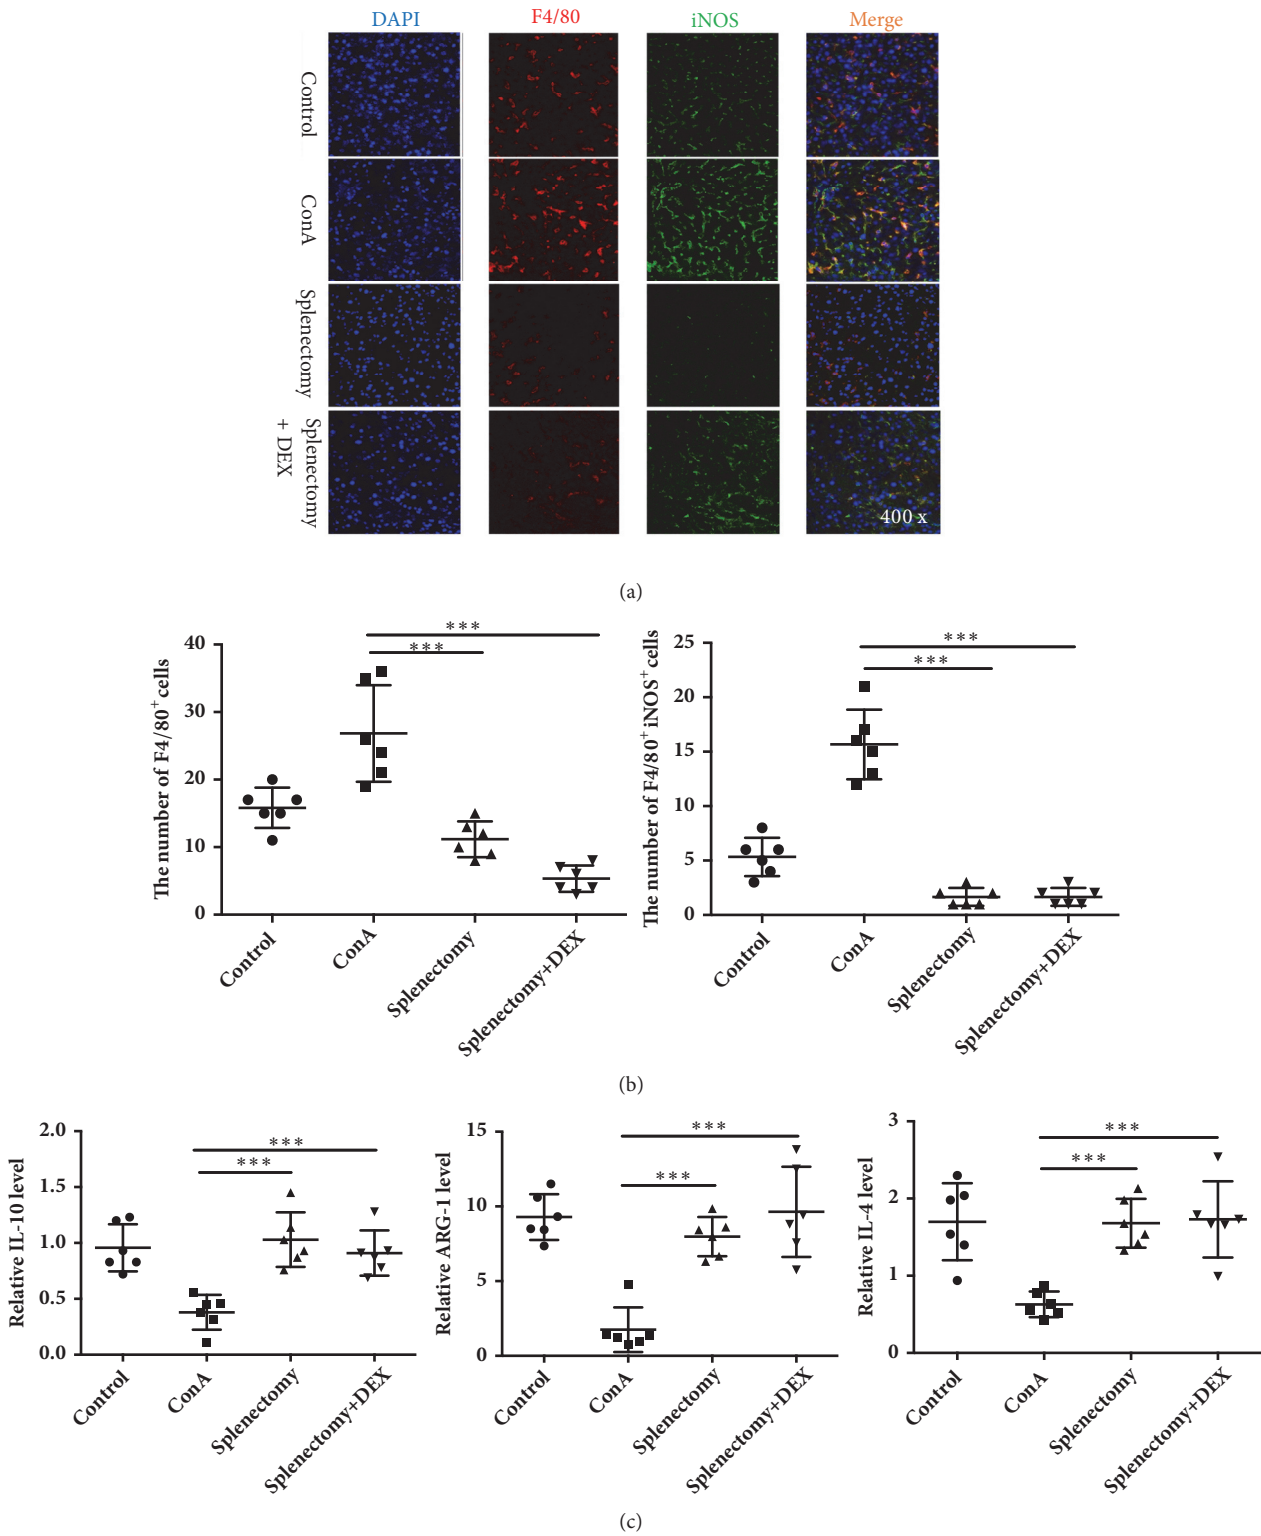 DAPI F4/80 iNOS Merge
Control
ConA
Splenectomy
Splenectomy
+ DEX
400 x
(a)
The number of F4/80+ cells
40
30
20
10
0
***
***
Control
ConA
Splenectomy
Splenectomy+DEX
The number of F4/80+ iNOS+ cells
25
20
15
10
5
0
***
***
Control
ConA
Splenectomy
Splenectomy+DEX
(b)
Relative IL-10 level
2.0
1.5
1.0
0.5
0.0
***
***
Control
ConA
Splenectomy
Splenectomy+DEX
Relative ARG-1 level
15
10
5
0
***
***
Control
ConA
Splenectomy
Splenectomy+DEX
Relative IL-4 level
3
2
1
0
***
***
Control
ConA
Splenectomy
Splenectomy+DEX
(c)